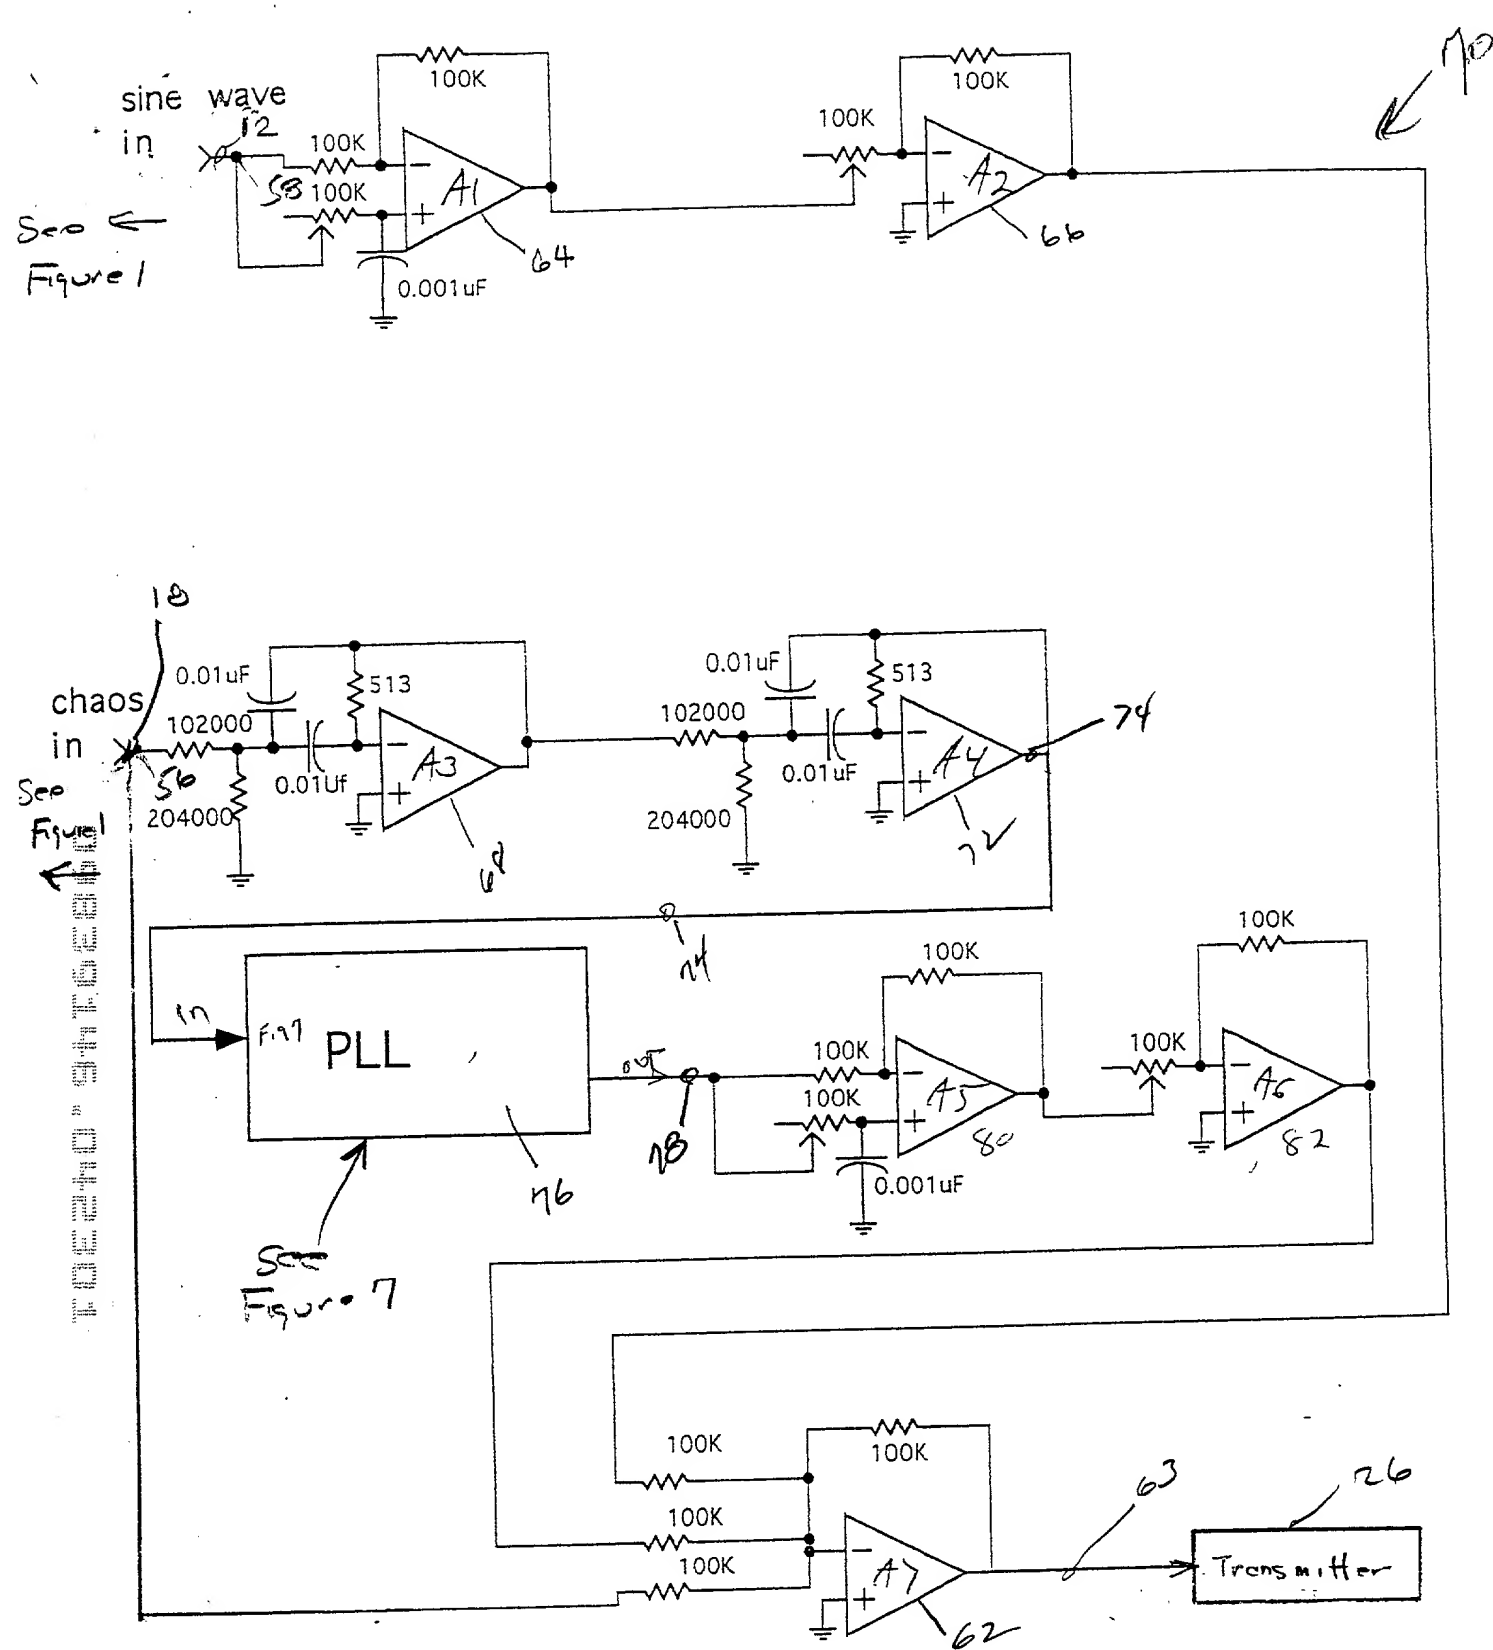 70
100K
100K
sine wave
in
12
100K
100K
58
100K
A1
A2
See
Figure 1
64
66
0.001uF
18
chaos
in
0.01uF
513
0.01uF
513
102000
102000
74
A3
A4
56
0.01Uf
0.01uF
See
Figure 1
204000
204000
68
72
74
100K
100K
in
Fig 7
PLL
out
100K
100K
100K
A5
A6
78
80
82
76
0.001uF
See
Figure 7
100K
100K
100K
100K
63
26
A7
Transmitter
62